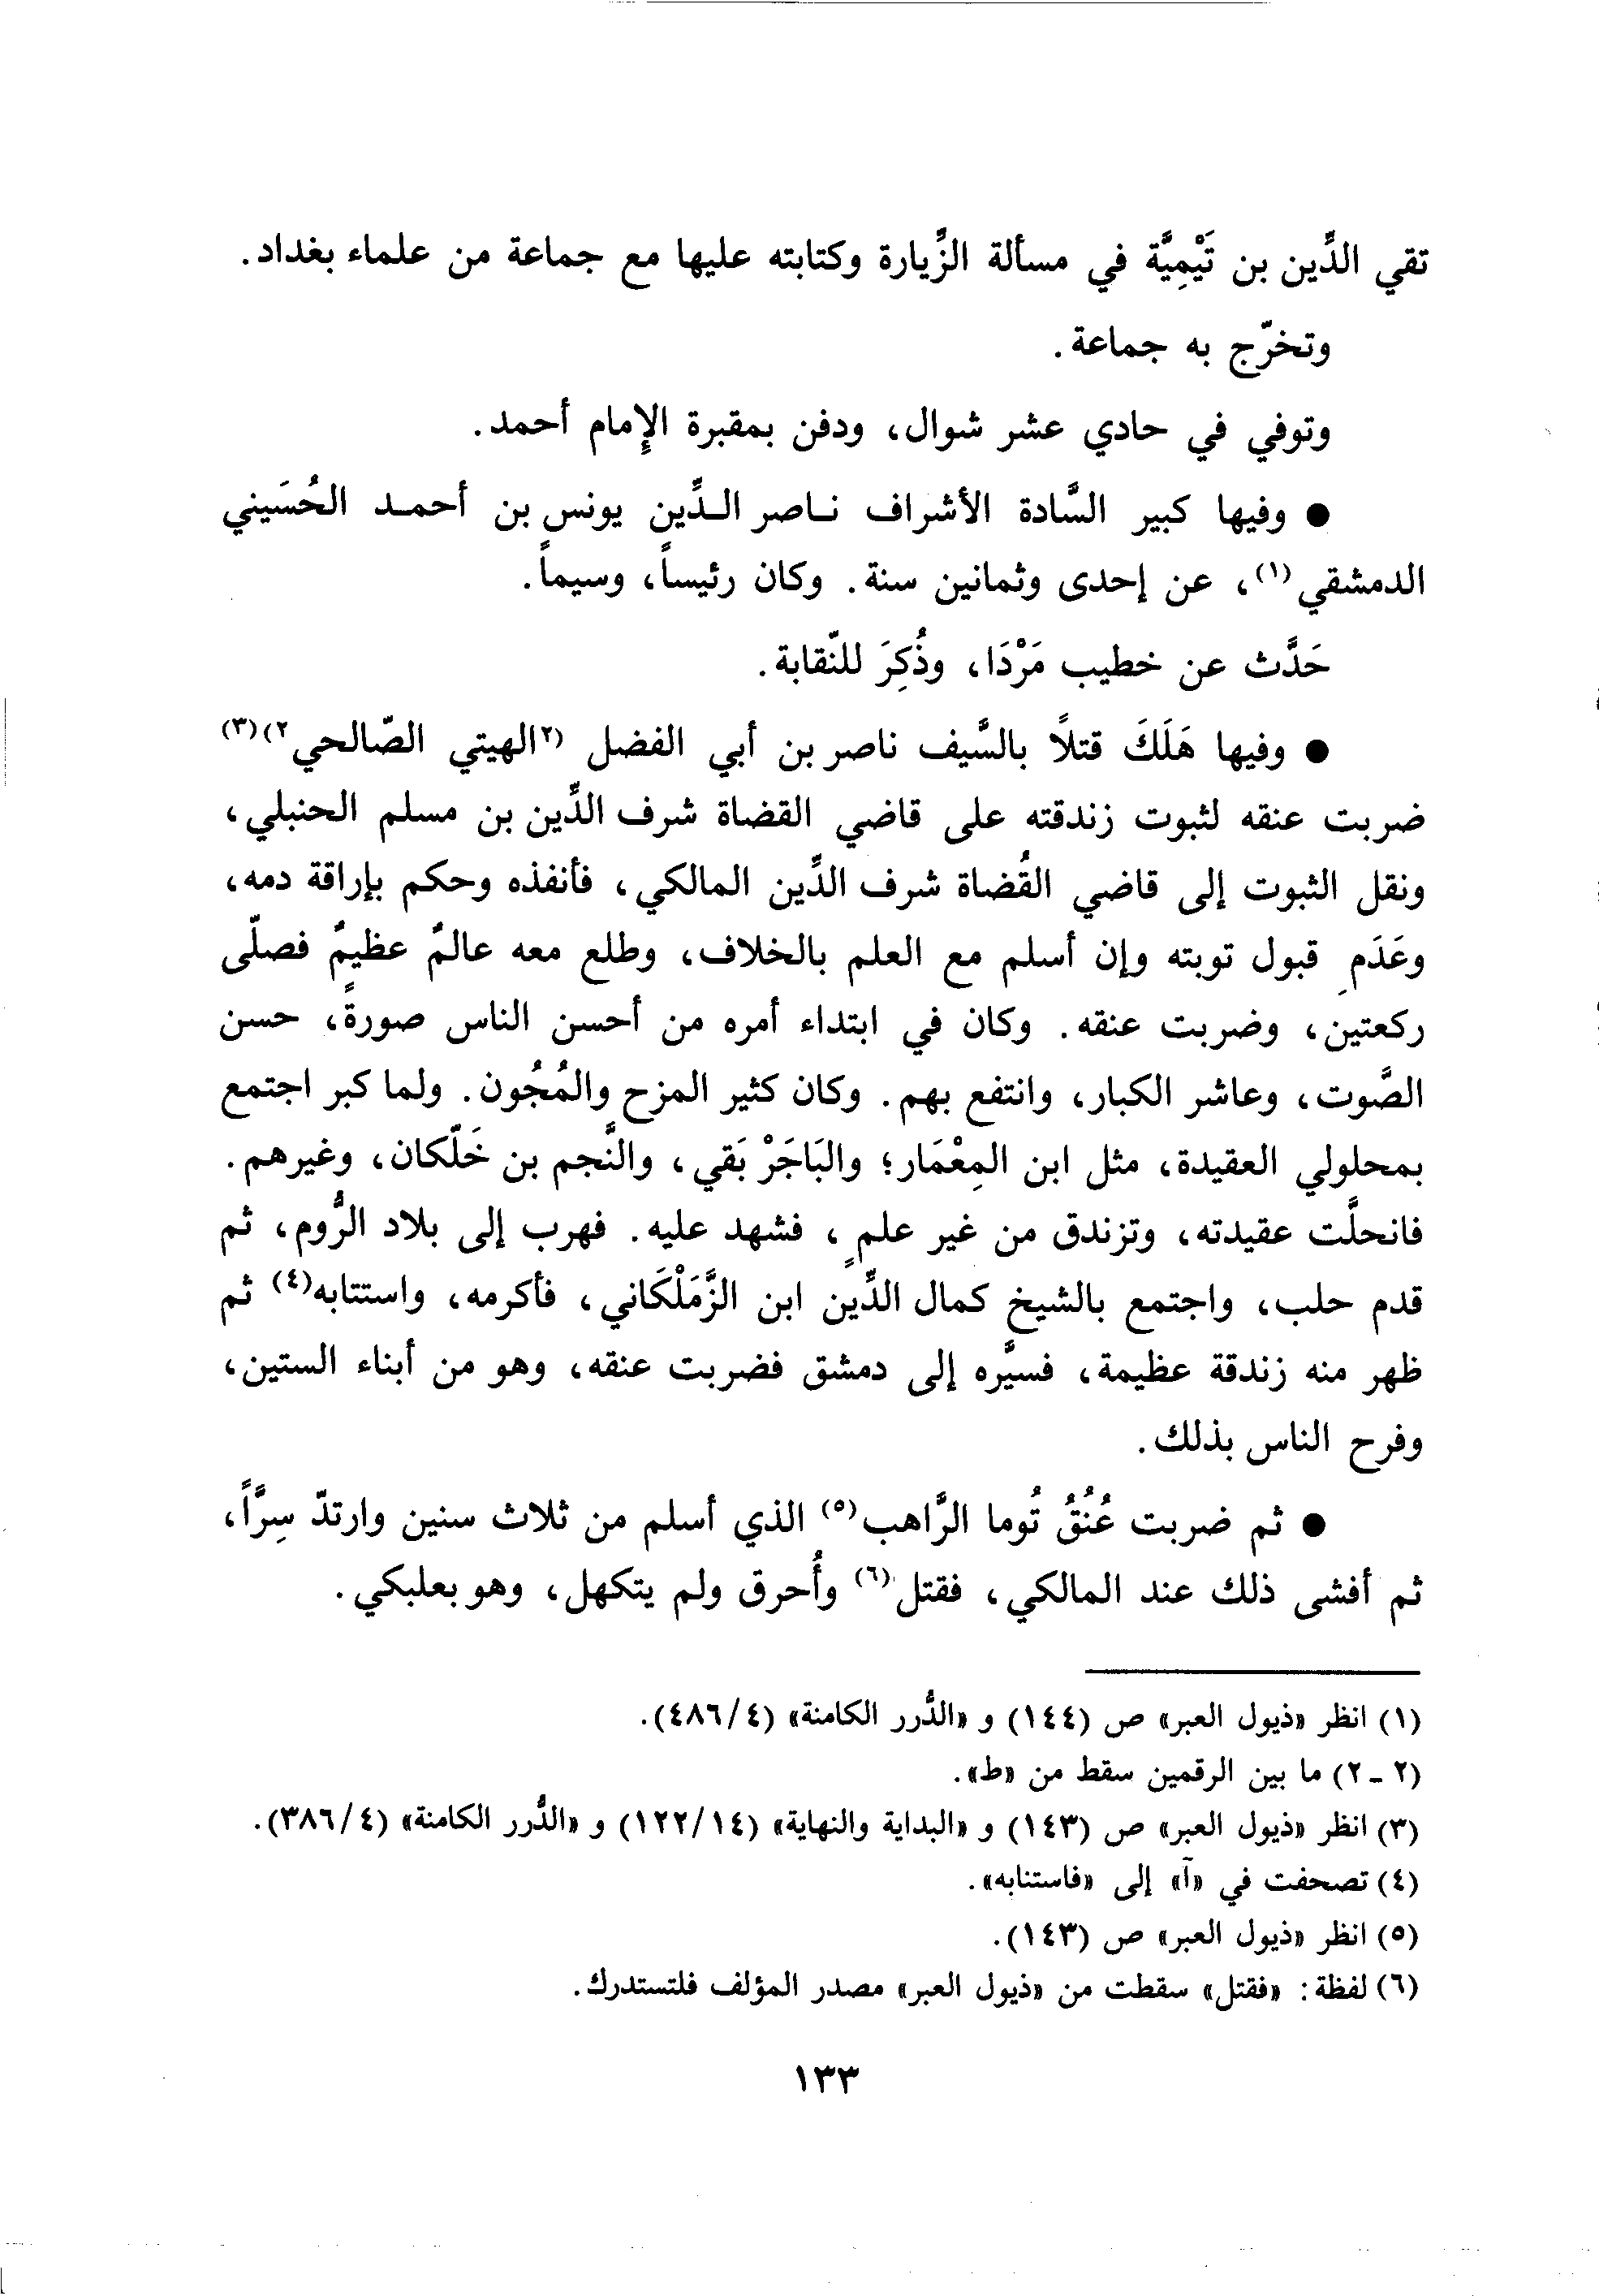 تقي الدِّين بن تَيْمِيَّة في مسألة الزِّيارة وكتابته عليها مع جماعة من علماء بغداد.
وتخرّج به جماعة.
وتوفي في حادي عشر شوال، ودفن بمقبرة الإمام أحمد.
● وفيها كبير السَّادة الأشراف ناصر الدِّين يونس بن أحمد الحُسَيني
الدمشقي(١)، عن إحدى وثمانين سنة. وكان رئيساً، وسيماً.
حَدَّث عن خطيب مَرْدَا، وذُكِرَ للنّقابة.
● وفيها هَلَكَ قتلاً بالسَّيف ناصر بن أبي الفضل (٢الهيتي الصّالحي٢)(٣)
ضربت عنقه لثبوت زندقته على قاضي القضاة شرف الدِّين بن مسلم الحنبلي،
ونقل الثبوت إلى قاضي القُضاة شرف الدِّين المالكي، فأنفذه وحكم بإراقة دمه،
وعَدَمِ قبول توبته وإن أسلم مع العلم بالخلاف، وطلع معه عالمٌ عظيمٌ فصلّى
ركعتين، وضربت عنقه. وكان في ابتداء أمره من أحسن الناس صورةً، حسن
الصَّوت، وعاشر الكبار، وانتفع بهم. وكان كثير المزح والمُجُون. ولما كبر اجتمع
بمحلولي العقيدة، مثل ابن المِعْمَار؛ والبَاجَرْ بَقي، والنَّجم بن خَلّكان، وغيرهم.
فانحلَّت عقيدته، وتزندق من غير علمٍ، فشهد عليه. فهرب إلى بلاد الرُّوم، ثم
قدم حلب، واجتمع بالشيخ كمال الدِّين ابن الزَّمَلْكَاني، فأكرمه، واستتابه(٤) ثم
ظهر منه زندقة عظيمة، فسيَّره إلى دمشق فضربت عنقه، وهو من أبناء الستين،
وفرح الناس بذلك.
● ثم ضربت عُنُقُ تُوما الرَّاهب(٥) الذي أسلم من ثلاث سنين وارتدّ سِرَّاً،
ثم أفشى ذلك عند المالكي، فقتل(٦) وأُحرق ولم يتكهل، وهو بعلبكي.
(١) انظر «ذيول العبر» ص (١٤٤) و «الدُّرر الكامنة» (٤/٤٨٦).
(٢ - ٢) ما بين الرقمين سقط من «ط».
(٣) انظر «ذيول العبر» ص (١٤٣) و «البداية والنهاية» (١٤/١٢٢) و «الدُّرر الكامنة» (٤/٣٨٦).
(٤) تصحفت في «آ» إلى «فاستنابه».
(٥) انظر «ذيول العبر» ص (١٤٣).
(٦) لفظة: «فقتل» سقطت من «ذيول العبر» مصدر المؤلف فلتستدرك.
١٣٣